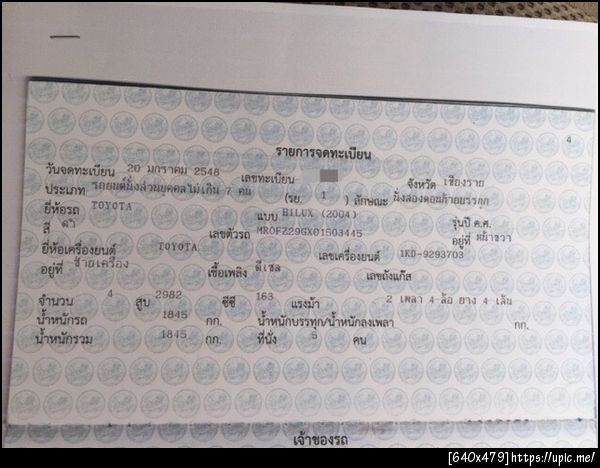 4
รายการจดทะเบียน
วันจดทะเบียน 20 มกราคม 2548 เลขทะเบียน จังหวัด เชียงราย
ประเภท รถยนต์นั่งส่วนบุคคลไม่เกิน 7 คน (รย. 1 ) ลักษณะ นั่งสองตอนท้ายบรรทุก
ยี่ห้อรถ TOYOTA แบบ HILUX (2004) รุ่นปี ค.ศ.
สี ดำ เลขตัวรถ MR0FZ29GX01503445 อยู่ที่ หน้าขวา
ยี่ห้อเครื่องยนต์ TOYOTA เลขเครื่องยนต์ 1KD-9293703
อยู่ที่ ซ้ายเครื่อง เชื้อเพลิง ดีเซล เลขถังแก๊ส
จำนวน 4 สูบ 2982 ซีซี 163 แรงม้า 2 เพลา 4 ล้อ ยาง 4 เส้น
น้ำหนักรถ 1845 กก. น้ำหนักบรรทุก/น้ำหนักลงเพลา กก.
น้ำหนักรวม 1845 กก. ที่นั่ง 5 คน
เจ้าของรถ
[640x479]https://upic.me/